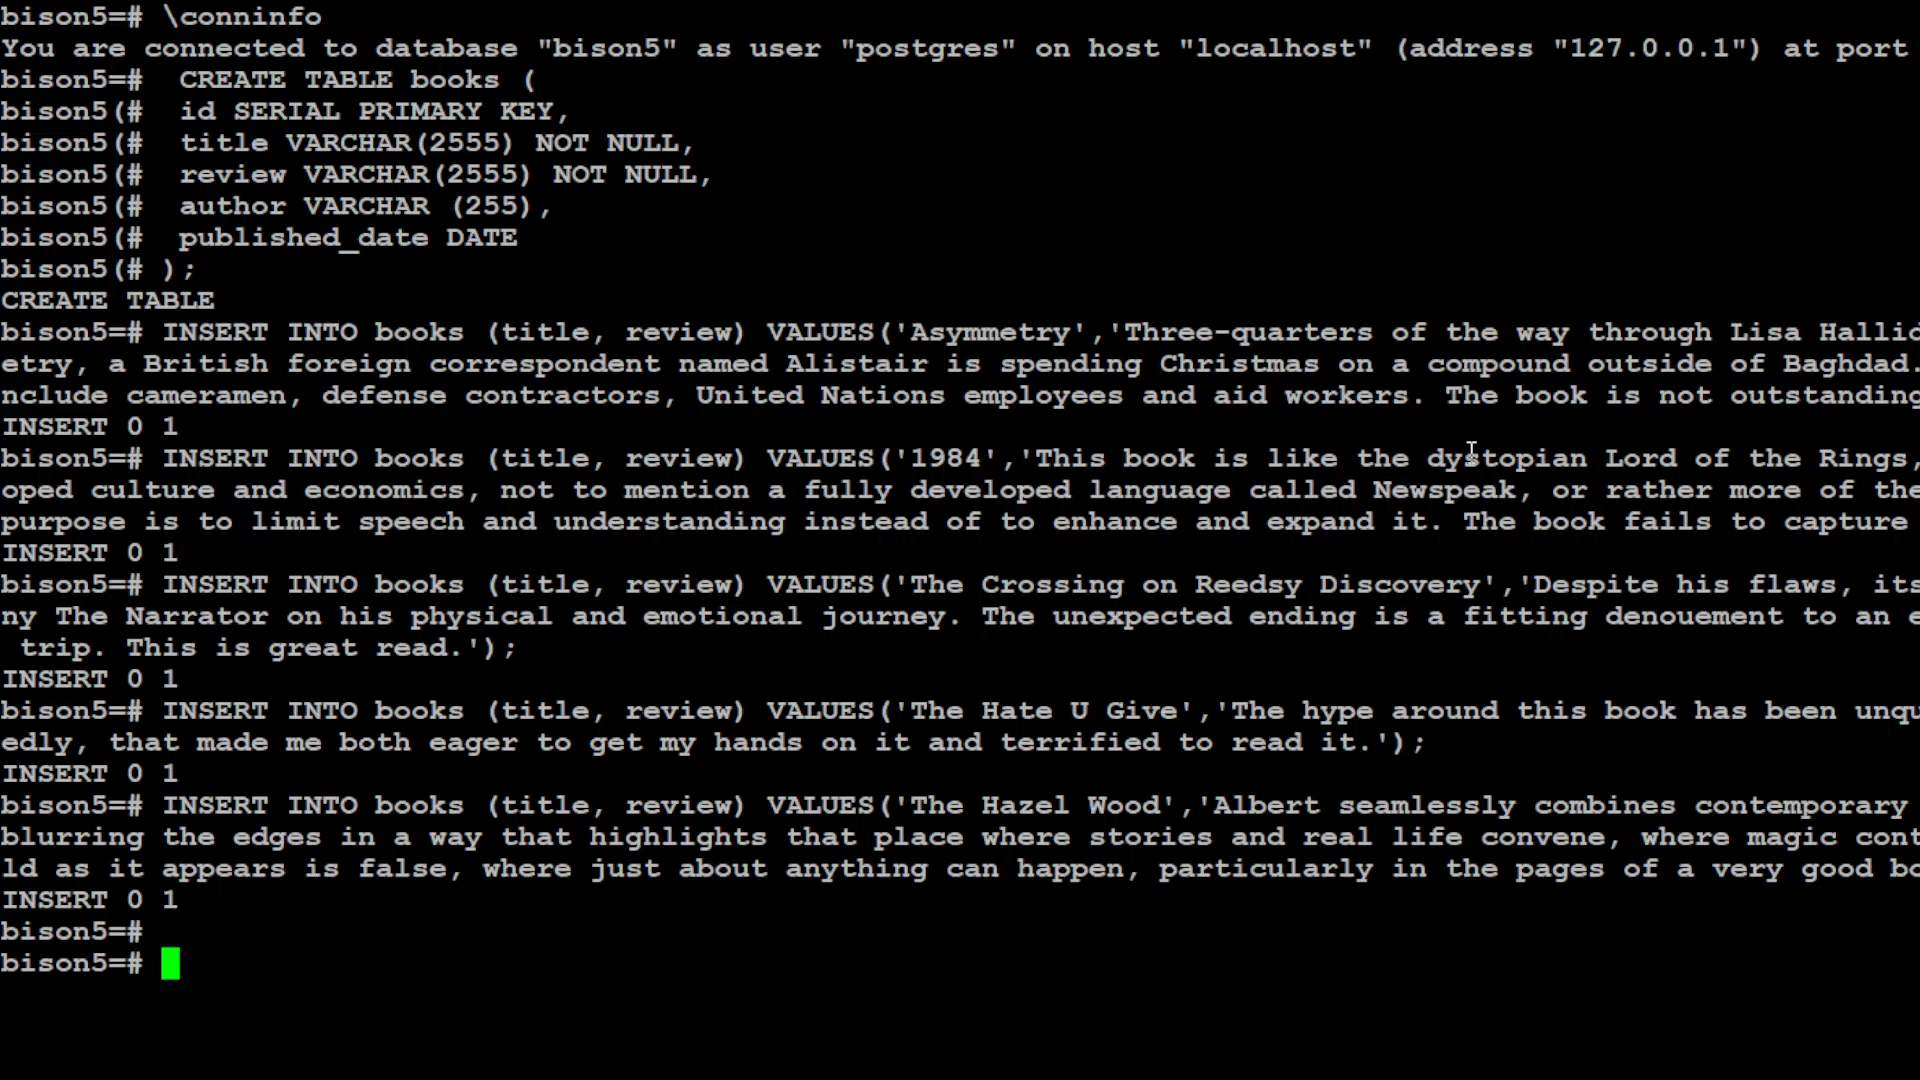 bison5=# \conninfo
You are connected to database "bison5" as user "postgres" on host "localhost" (address "127.0.0.1") at port
bison5=#  CREATE TABLE books (
bison5(#  id SERIAL PRIMARY KEY,
bison5(#  title VARCHAR(2555) NOT NULL,
bison5(#  review VARCHAR(2555) NOT NULL,
bison5(#  author VARCHAR (255),
bison5(#  published_date DATE
bison5(# );
CREATE TABLE
bison5=# INSERT INTO books (title, review) VALUES('Asymmetry','Three-quarters of the way through Lisa Hallid
etry, a British foreign correspondent named Alistair is spending Christmas on a compound outside of Baghdad.
nclude cameramen, defense contractors, United Nations employees and aid workers. The book is not outstanding
INSERT 0 1
bison5=# INSERT INTO books (title, review) VALUES('1984','This book is like the dystopian Lord of the Rings,
oped culture and economics, not to mention a fully developed language called Newspeak, or rather more of the
purpose is to limit speech and understanding instead of to enhance and expand it. The book fails to capture
INSERT 0 1
bison5=# INSERT INTO books (title, review) VALUES('The Crossing on Reedsy Discovery','Despite his flaws, its
ny The Narrator on his physical and emotional journey. The unexpected ending is a fitting denouement to an e
 trip. This is great read.');
INSERT 0 1
bison5=# INSERT INTO books (title, review) VALUES('The Hate U Give','The hype around this book has been unqu
edly, that made me both eager to get my hands on it and terrified to read it.');
INSERT 0 1
bison5=# INSERT INTO books (title, review) VALUES('The Hazel Wood','Albert seamlessly combines contemporary
blurring the edges in a way that highlights that place where stories and real life convene, where magic cont
ld as it appears is false, where just about anything can happen, particularly in the pages of a very good bo
INSERT 0 1
bison5=#
bison5=#